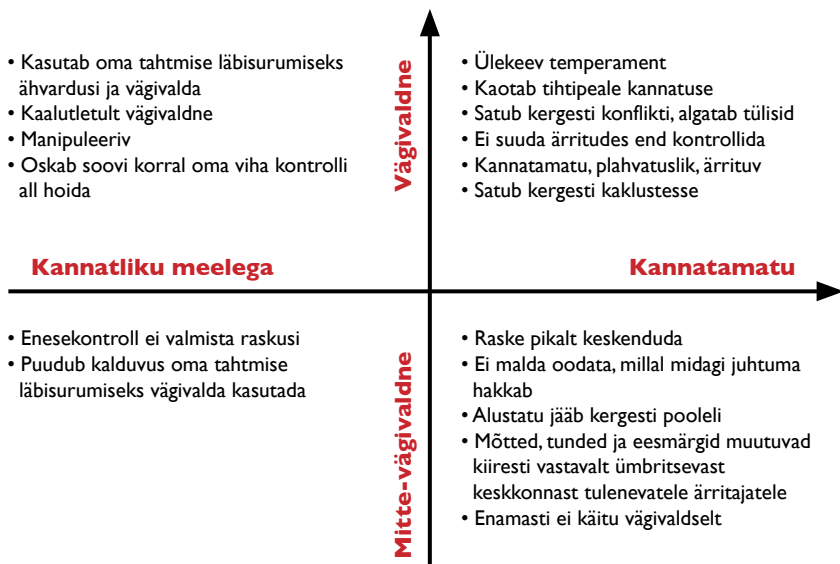 • Kasutab oma tahtmise läbisurumiseks
ähvardusi ja vägivalda
• Kaalutletult vägivaldne
• Manipuleeriv
• Oskab soovi korral oma viha kontrolli
all hoida
Vägivaldne
• Ülekeev temperament
• Kaotab tihtipeale kannatuse
• Satub kergesti konflikti, algatab tülisid
• Ei suuda ärritudes end kontrollida
• Kannatamatu, plahvatuslik, ärrituv
• Satub kergesti kaklustesse
Kannatliku meelega
Kannatamatu
• Enesekontroll ei valmista raskusi
• Puudub kalduvus oma tahtmise
läbisurumiseks vägivalda kasutada
Mitte-vägivaldne
• Raske pikalt keskenduda
• Ei malda oodata, millal midagi juhtuma
hakkab
• Alustatu jääb kergesti pooleli
• Mõtted, tunded ja eesmärgid muutuvad
kiiresti vastavalt ümbritsevast
keskkonnast tulenevatele ärritajatele
• Enamasti ei käitu vägivaldselt